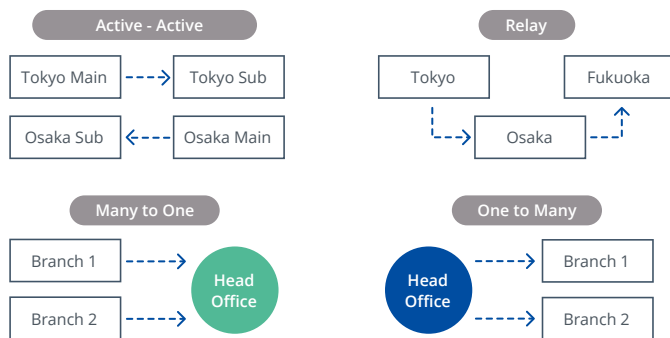 Active - Active
Tokyo Main
Tokyo Sub
Osaka Sub
Osaka Main
Relay
Tokyo
Fukuoka
Osaka
Many to One
Branch 1
Branch 2
Head
Office
One to Many
Head
Office
Branch 1
Branch 2